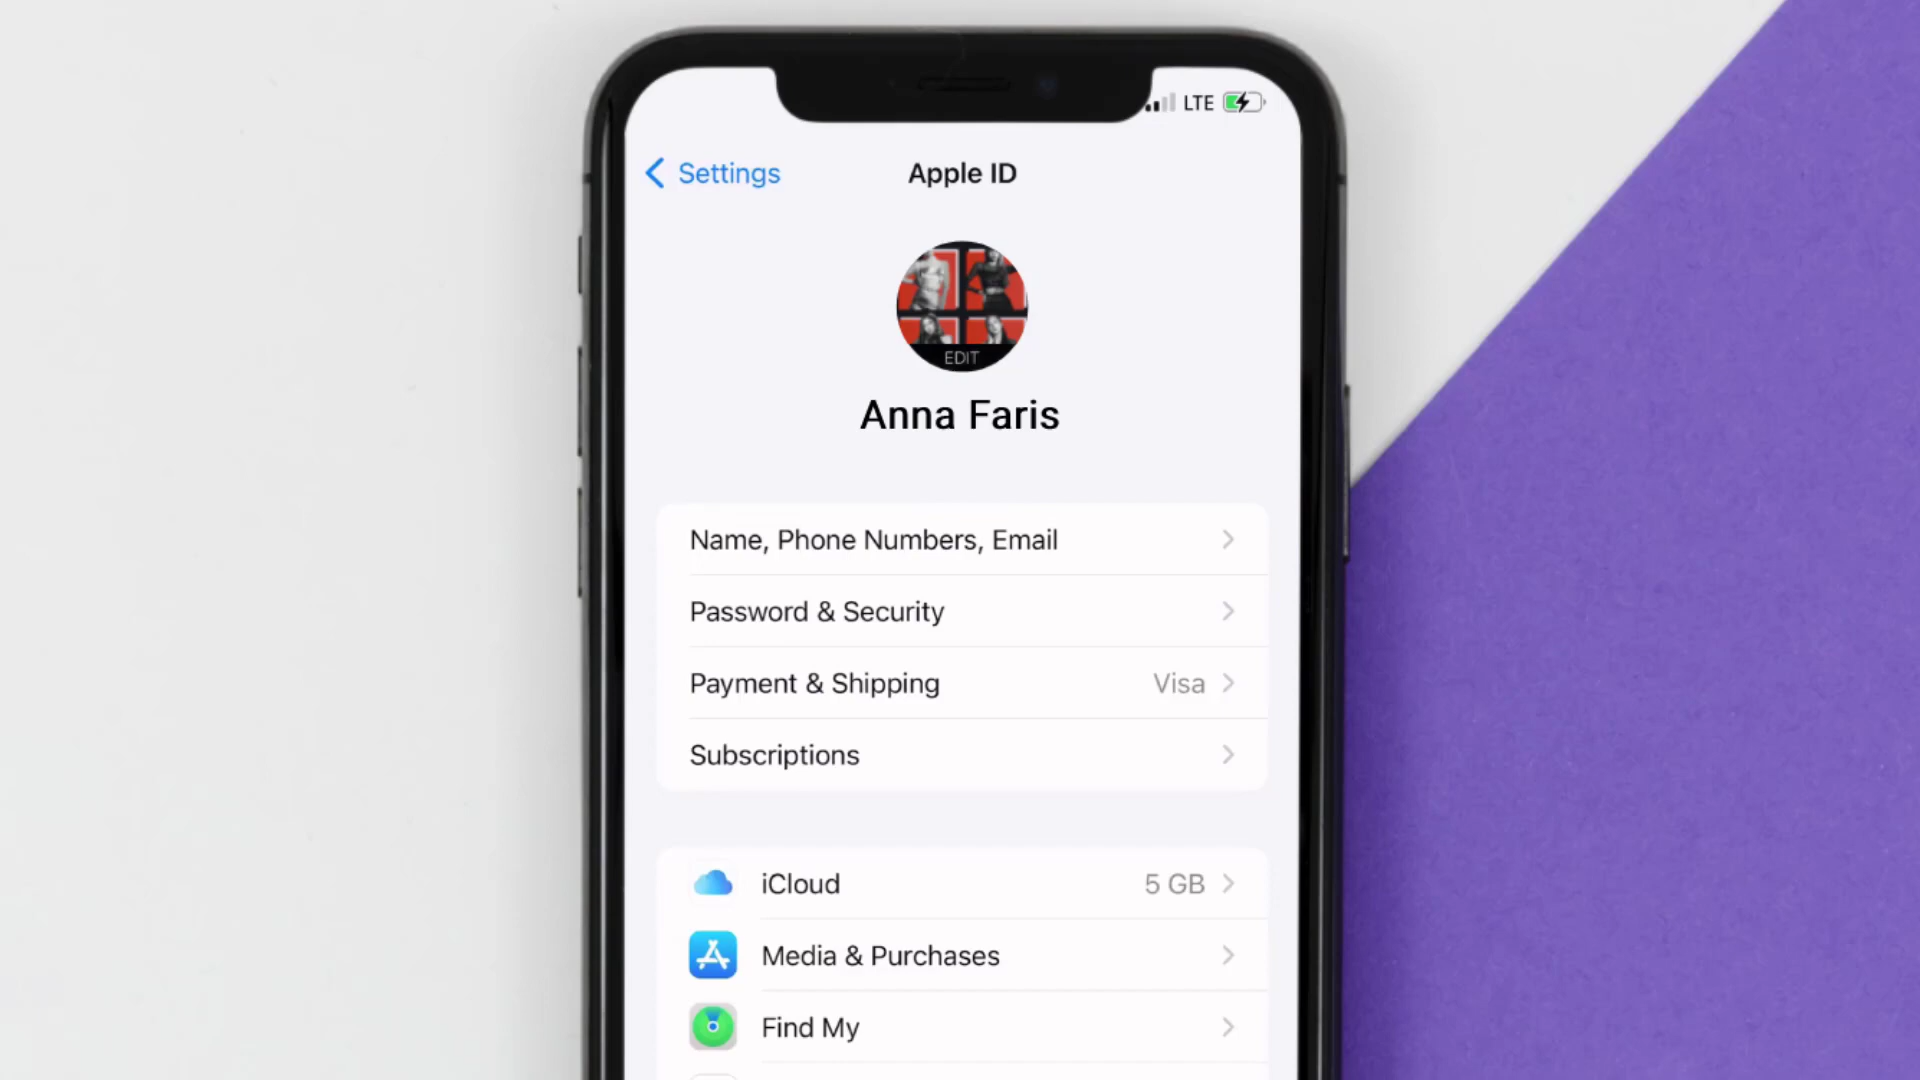 LTE
Settings
Apple ID
EDIT
Anna Faris
Name, Phone Numbers, Email
Password & Security
Payment & Shipping Visa
Subscriptions
iCloud 5 GB
Media & Purchases
Find My